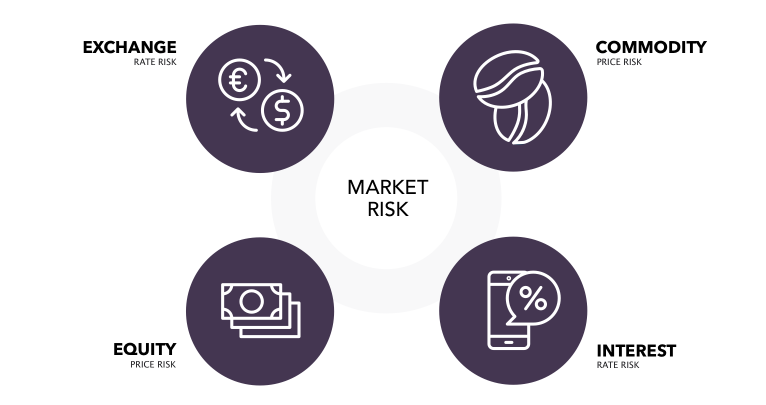 EXCHANGE
RATE RISK
COMMODITY
PRICE RISK
€
$
MARKET
RISK
%
EQUITY
PRICE RISK
INTEREST
RATE RISK